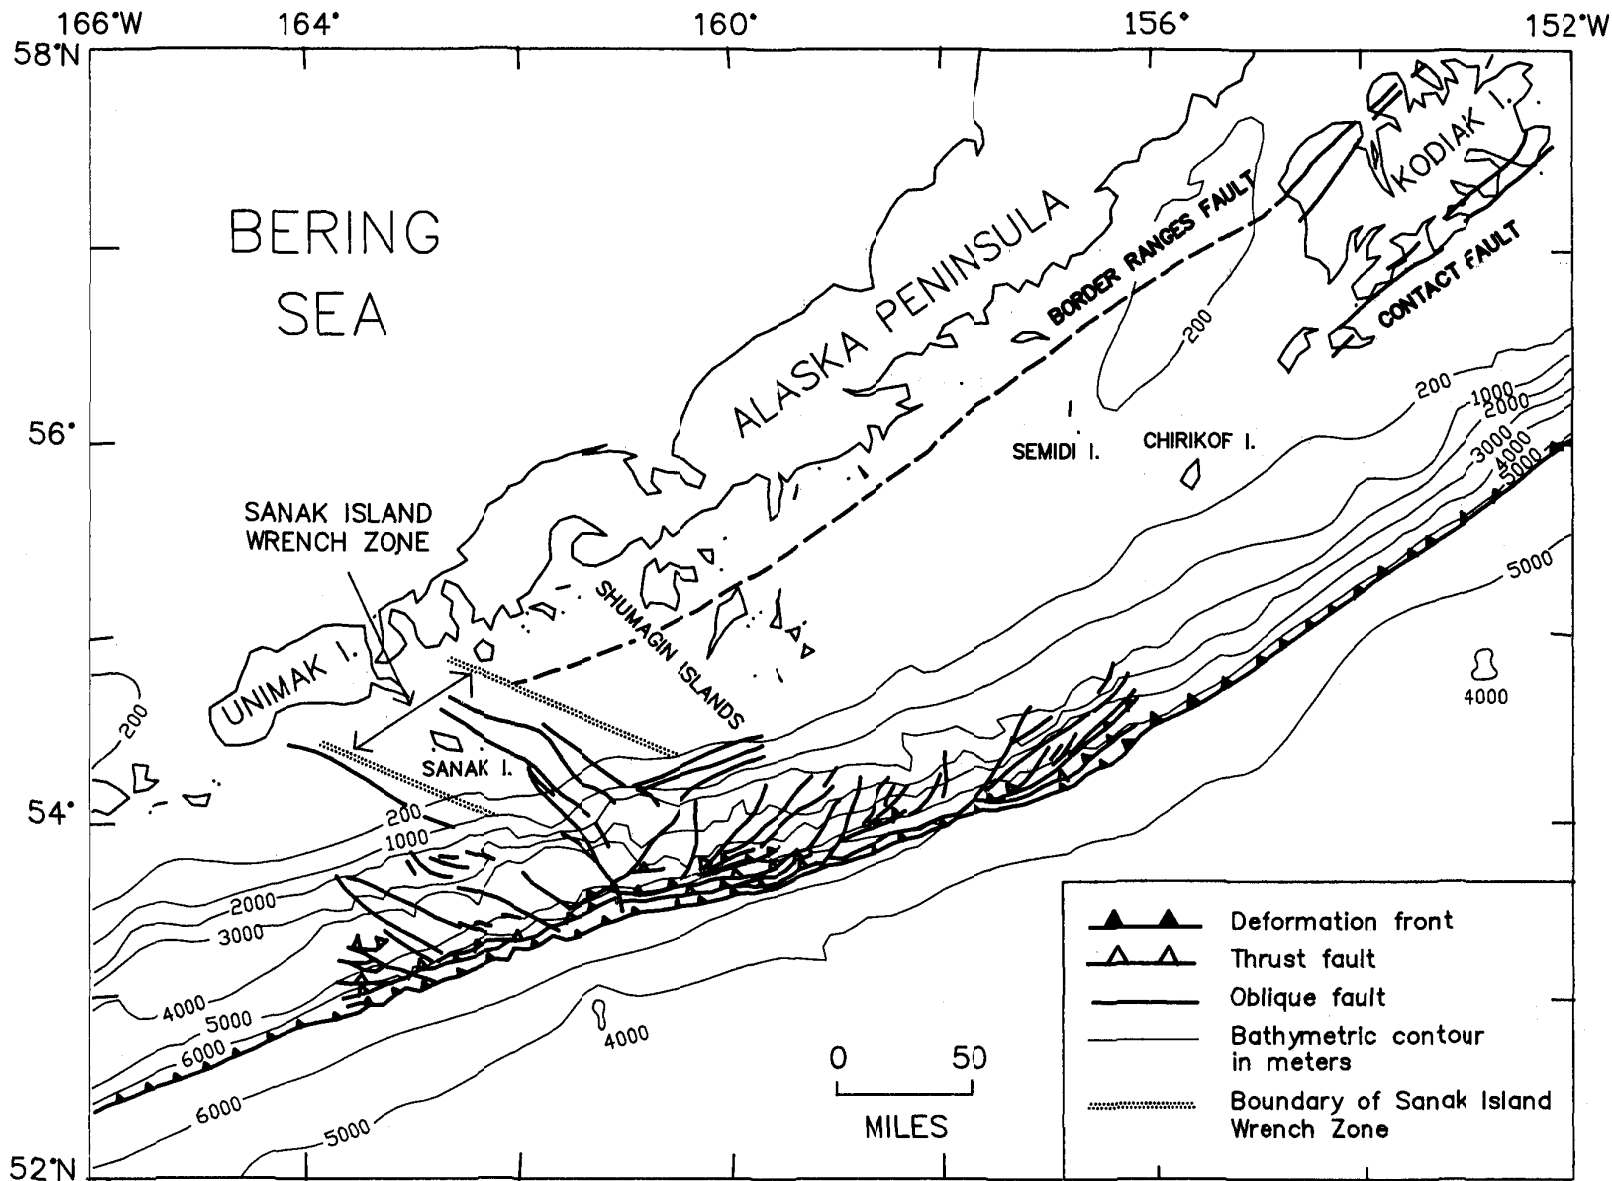 166°W 164° 160° 156° 152°W
58°N
KODIAK I.
BERING
SEA
ALASKA PENINSULA
BORDER RANGES FAULT
CONTACT FAULT
200
200
1000
2000
3000
4000
5000
56°
SEMIDI I.
CHIRIKOF I.
SANAK ISLAND
WRENCH ZONE
5000
SHUMAGIN ISLANDS
UNIMAK I.
4000
200
SANAK I.
54°
200
1000
2000
3000
4000
5000
6000
4000
6000
5000
0 50
MILES
Deformation front
Thrust fault
Oblique fault
Bathymetric contour
in meters
Boundary of Sanak Island
Wrench Zone
52°N